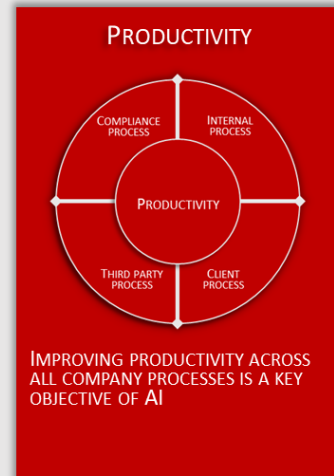 PRODUCTIVITY
COMPLIANCE
PROCESS
INTERNAL
PROCESS
PRODUCTIVITY
THIRD PARTY
PROCESS
CLIENT
PROCESS
IMPROVING PRODUCTIVITY ACROSS
ALL COMPANY PROCESSES IS A KEY
OBJECTIVE OF AI